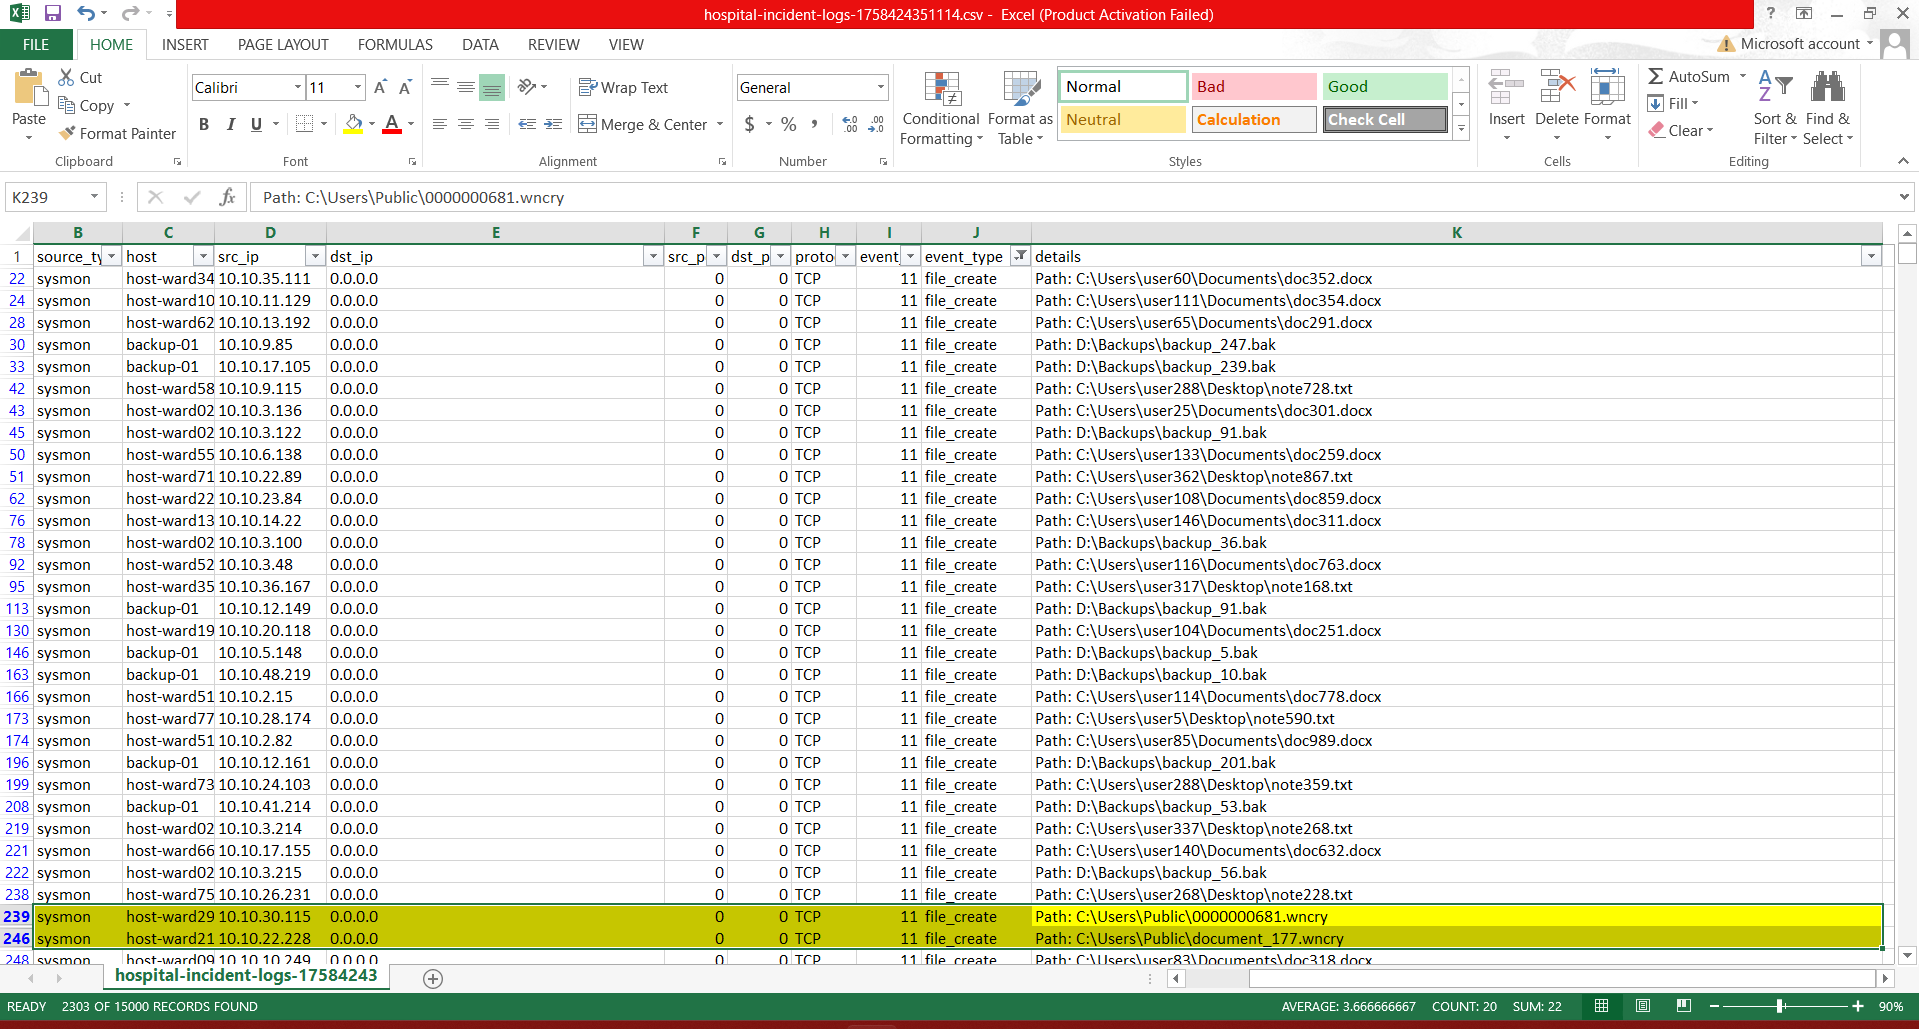 hospital-incident-logs-1758424351114.csv - Excel (Product Activation Failed)
FILE HOME INSERT PAGE LAYOUT FORMULAS DATA REVIEW VIEW Microsoft account
Paste Cut Copy Format Painter Clipboard
Calibri 11 B I U A Font
Wrap Text Merge & Center Alignment
General $ % , Number
Conditional Formatting Format as Table
Normal Bad Good
Neutral Calculation Check Cell
Styles
Insert Delete Format Cells
AutoSum Fill Clear Sort & Filter Find & Select Editing
K239 fx Path: C:\Users\Public\0000000681.wncry
B C D E F G H I J K
1 source_ty host src_ip dst_ip src_p dst_p proto event_ event_type details
22 sysmon host-ward34 10.10.35.111 0.0.0.0 0 0 TCP 11 file_create Path: C:\Users\user60\Documents\doc352.docx
24 sysmon host-ward10 10.10.11.129 0.0.0.0 0 0 TCP 11 file_create Path: C:\Users\user111\Documents\doc354.docx
28 sysmon host-ward62 10.10.13.192 0.0.0.0 0 0 TCP 11 file_create Path: C:\Users\user65\Documents\doc291.docx
30 sysmon backup-01 10.10.9.85 0.0.0.0 0 0 TCP 11 file_create Path: D:\Backups\backup_247.bak
33 sysmon backup-01 10.10.17.105 0.0.0.0 0 0 TCP 11 file_create Path: D:\Backups\backup_239.bak
42 sysmon host-ward58 10.10.9.115 0.0.0.0 0 0 TCP 11 file_create Path: C:\Users\user288\Desktop\note728.txt
43 sysmon host-ward02 10.10.3.136 0.0.0.0 0 0 TCP 11 file_create Path: C:\Users\user25\Documents\doc301.docx
45 sysmon host-ward02 10.10.3.122 0.0.0.0 0 0 TCP 11 file_create Path: D:\Backups\backup_91.bak
50 sysmon host-ward55 10.10.6.138 0.0.0.0 0 0 TCP 11 file_create Path: C:\Users\user133\Documents\doc259.docx
51 sysmon host-ward71 10.10.22.89 0.0.0.0 0 0 TCP 11 file_create Path: C:\Users\user362\Desktop\note867.txt
62 sysmon host-ward22 10.10.23.84 0.0.0.0 0 0 TCP 11 file_create Path: C:\Users\user108\Documents\doc859.docx
76 sysmon host-ward13 10.10.14.22 0.0.0.0 0 0 TCP 11 file_create Path: C:\Users\user146\Documents\doc311.docx
78 sysmon host-ward02 10.10.3.100 0.0.0.0 0 0 TCP 11 file_create Path: D:\Backups\backup_36.bak
92 sysmon host-ward52 10.10.3.48 0.0.0.0 0 0 TCP 11 file_create Path: C:\Users\user116\Documents\doc763.docx
95 sysmon host-ward35 10.10.36.167 0.0.0.0 0 0 TCP 11 file_create Path: C:\Users\user317\Desktop\note168.txt
113 sysmon backup-01 10.10.12.149 0.0.0.0 0 0 TCP 11 file_create Path: D:\Backups\backup_91.bak
130 sysmon host-ward19 10.10.20.118 0.0.0.0 0 0 TCP 11 file_create Path: C:\Users\user104\Documents\doc251.docx
146 sysmon backup-01 10.10.5.148 0.0.0.0 0 0 TCP 11 file_create Path: D:\Backups\backup_5.bak
163 sysmon backup-01 10.10.48.219 0.0.0.0 0 0 TCP 11 file_create Path: D:\Backups\backup_10.bak
166 sysmon host-ward51 10.10.2.15 0.0.0.0 0 0 TCP 11 file_create Path: C:\Users\user114\Documents\doc778.docx
173 sysmon host-ward77 10.10.28.174 0.0.0.0 0 0 TCP 11 file_create Path: C:\Users\user5\Desktop\note590.txt
174 sysmon host-ward51 10.10.2.82 0.0.0.0 0 0 TCP 11 file_create Path: C:\Users\user85\Documents\doc989.docx
196 sysmon backup-01 10.10.12.161 0.0.0.0 0 0 TCP 11 file_create Path: D:\Backups\backup_201.bak
199 sysmon host-ward73 10.10.24.103 0.0.0.0 0 0 TCP 11 file_create Path: C:\Users\user288\Desktop\note359.txt
208 sysmon backup-01 10.10.41.214 0.0.0.0 0 0 TCP 11 file_create Path: D:\Backups\backup_53.bak
219 sysmon host-ward02 10.10.3.214 0.0.0.0 0 0 TCP 11 file_create Path: C:\Users\user337\Desktop\note268.txt
221 sysmon host-ward66 10.10.17.155 0.0.0.0 0 0 TCP 11 file_create Path: C:\Users\user140\Documents\doc632.docx
222 sysmon host-ward02 10.10.3.215 0.0.0.0 0 0 TCP 11 file_create Path: D:\Backups\backup_56.bak
238 sysmon host-ward75 10.10.26.231 0.0.0.0 0 0 TCP 11 file_create Path: C:\Users\user268\Desktop\note228.txt
239 sysmon host-ward29 10.10.30.115 0.0.0.0 0 0 TCP 11 file_create Path: C:\Users\Public\0000000681.wncry
246 sysmon host-ward21 10.10.22.228 0.0.0.0 0 0 TCP 11 file_create Path: C:\Users\Public\document_177.wncry
248 sysmon host-ward09 10.10.10.249 0.0.0.0 0 0 TCP 11 file_create Path: C:\Users\user83\Documents\doc318.docx
hospital-incident-logs-17584243
READY 2303 OF 15000 RECORDS FOUND AVERAGE: 3.666666667 COUNT: 20 SUM: 22 90%